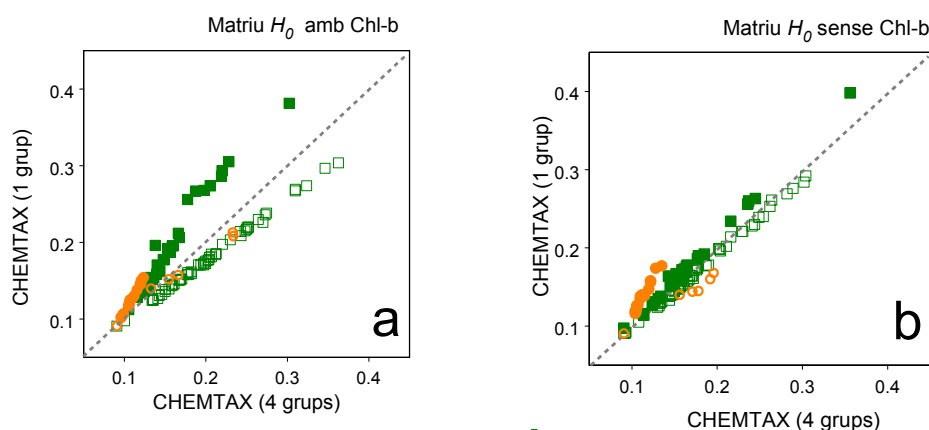 Matriu H0 amb Chl-b
0.4
0.3
0.2
0.1
CHEMTAX (1 grup)
a
0.1 0.2 0.3 0.4
CHEMTAX (4 grups)
Matriu H0 sense Chl-b
0.4
0.3
0.2
0.1
CHEMTAX (1 grup)
b
0.1 0.2 0.3 0.4
CHEMTAX (4 grups)